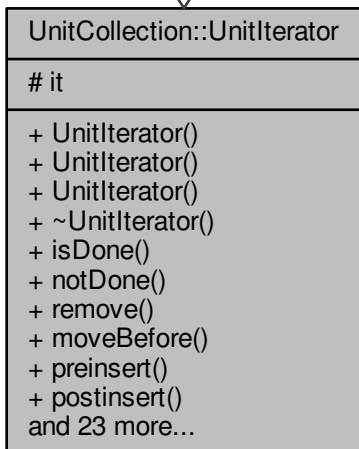 UnitCollection::UnitIterator
# it
+ UnitIterator()
+ UnitIterator()
+ UnitIterator()
+ ~UnitIterator()
+ isDone()
+ notDone()
+ remove()
+ moveBefore()
+ preinsert()
+ postinsert()
and 23 more...